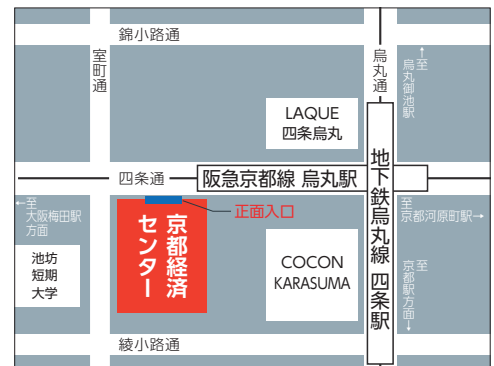 錦小路通
室町通
烏丸通
↑至
烏丸御池駅
LAQUE
四条烏丸
四条通
阪急京都線 烏丸駅
地下鉄烏丸線 四条駅
←至
大阪梅田駅
方面
正面入口
至
京都河原町駅→
京都経済
センター
池坊
短期
大学
COCON
KARASUMA
至
京都駅方面↓
綾小路通